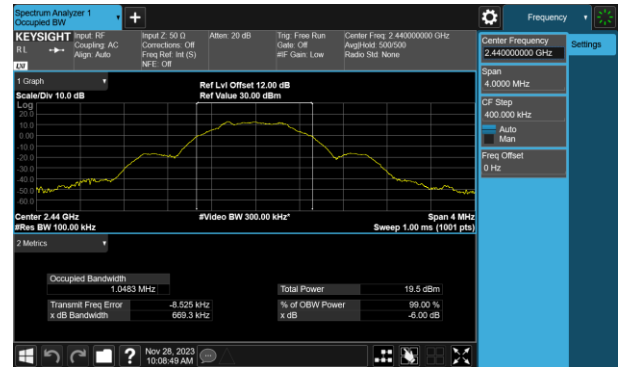 Spectrum Analyzer 1
Occupied BW
Frequency
KEYSIGHT
RL
Input: RF
Coupling: AC
Align: Auto
Input Z: 50 Ω
Corrections: Off
Freq Ref: Int (S)
NFE: Off
Atten: 20 dB
Trig: Free Run
Gate: Off
#IF Gain: Low
Center Freq: 2.440000000 GHz
Avg|Hold: 500/500
Radio Std: None
1 Graph
Scale/Div 10.0 dB
Ref Lvl Offset 12.00 dB
Ref Value 30.00 dBm
Log
20.0
10.0
0.00
-10.0
-20.0
-30.0
-40.0
-50.0
-60.0
Center 2.44 GHz
#Res BW 100.00 kHz
#Video BW 300.00 kHz*
Span 4 MHz
Sweep 1.00 ms (1001 pts)
2 Metrics
Occupied Bandwidth
1.0483 MHz
Total Power 19.5 dBm
Transmit Freq Error -8.525 kHz
% of OBW Power 99.00 %
x dB Bandwidth 669.3 kHz
x dB -6.00 dB
Nov 28, 2023
10:08:49 AM
Center Frequency
2.440000000 GHz
Settings
Span
4.0000 MHz
CF Step
400.000 kHz
Auto
Man
Freq Offset
0 Hz